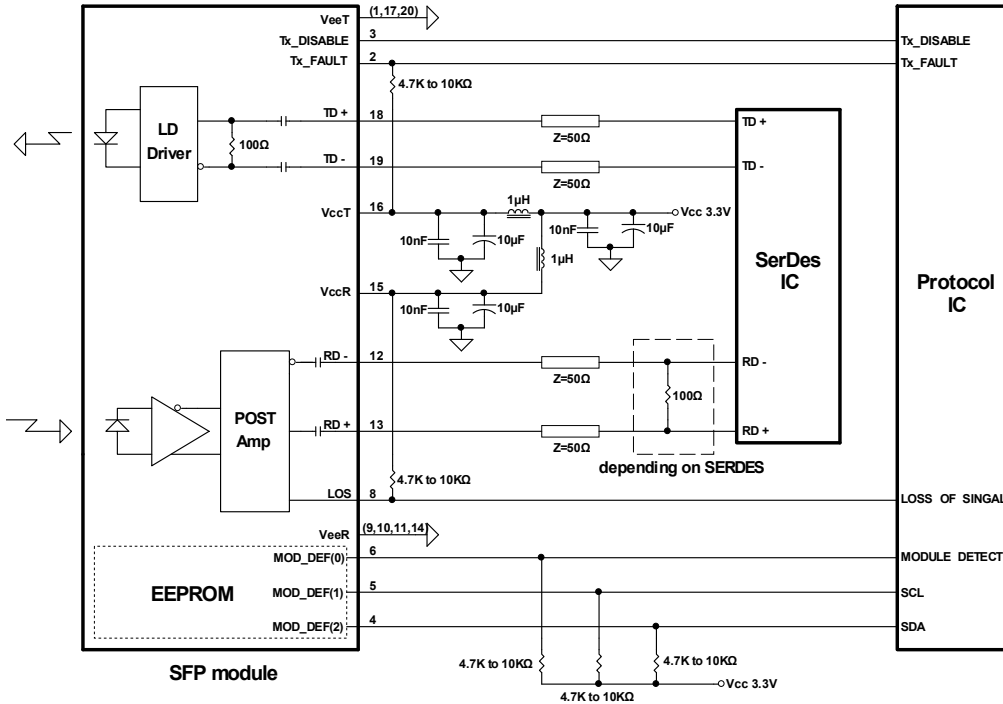 VeeT (1,17,20)
Tx_DISABLE 3 Tx_DISABLE
Tx_FAULT 2 Tx_FAULT
4.7K to 10KΩ
LD
Driver
100Ω
TD + 18 Z=50Ω TD +
TD - 19 Z=50Ω TD -
1µH
VccT 16 Vcc 3.3V
10nF 10µF 10nF 10µF
1µH
SerDes
IC
Protocol
IC
VccR 15
10nF 10µF
RD - 12 Z=50Ω RD -
100Ω
POST
Amp
RD + 13 Z=50Ω RD +
depending on SERDES
4.7K to 10KΩ
LOS 8 LOSS OF SINGAL
VeeR (9,10,11,14)
MOD_DEF(0) 6 MODULE DETECT
EEPROM
MOD_DEF(1) 5 SCL
MOD_DEF(2) 4 SDA
4.7K to 10KΩ 4.7K to 10KΩ
SFP module
Vcc 3.3V
4.7K to 10KΩ